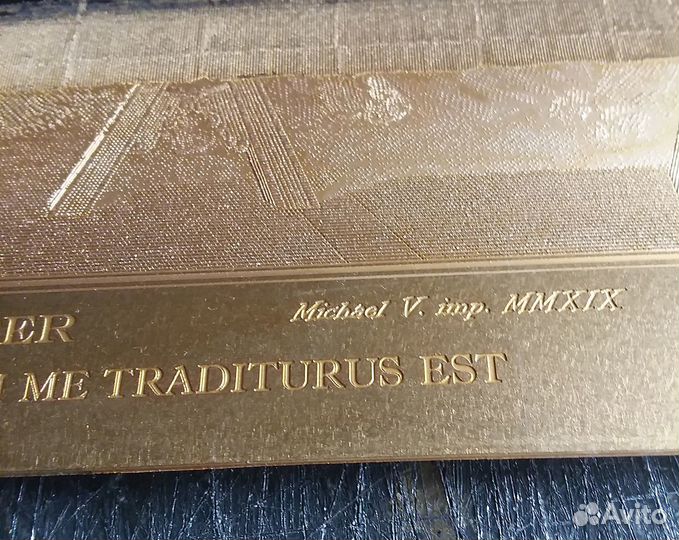 ER
Michael V. imp. MMXIX
ME TRADITURUS EST
Avito